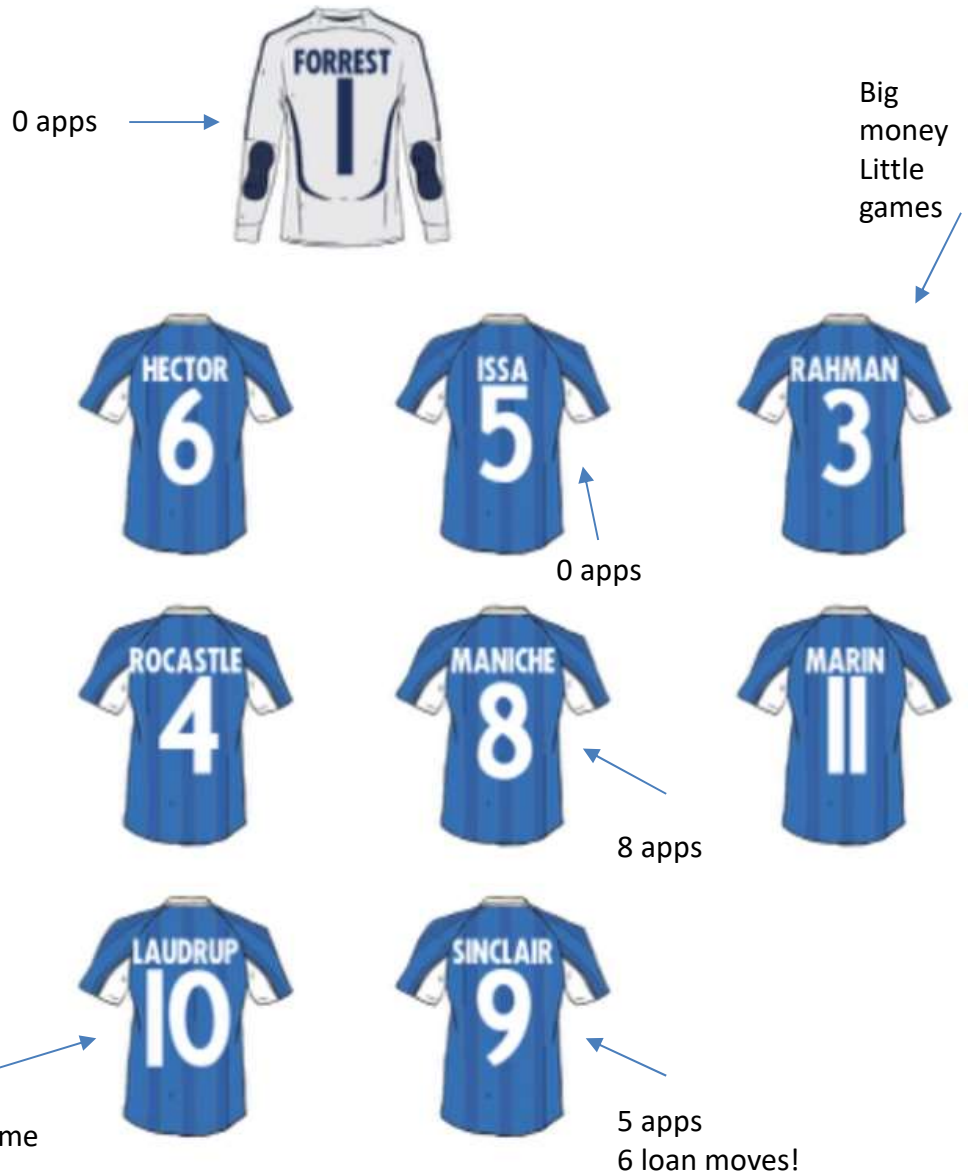 FORREST
1
0 apps
Big
money
Little
games
HECTOR
6
ISSA
5
RAHMAN
3
0 apps
ROCASTLE
4
MANICHE
8
MARIN
11
8 apps
LAUDRUP
10
SINCLAIR
9
5 apps
6 loan moves!